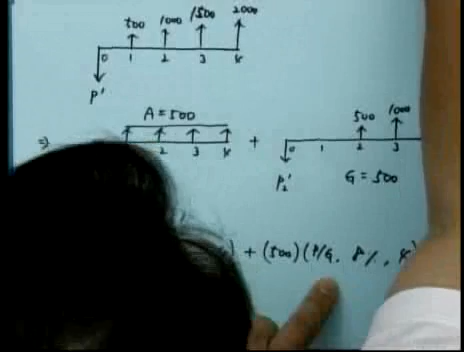 500 1000 1500 2000
0 1 2 3 4
P'
⇒ A=500 + 500 1000
2 3 4 1 2 3
P₂' G=500
) + (500)(P/G, 8%, 4)